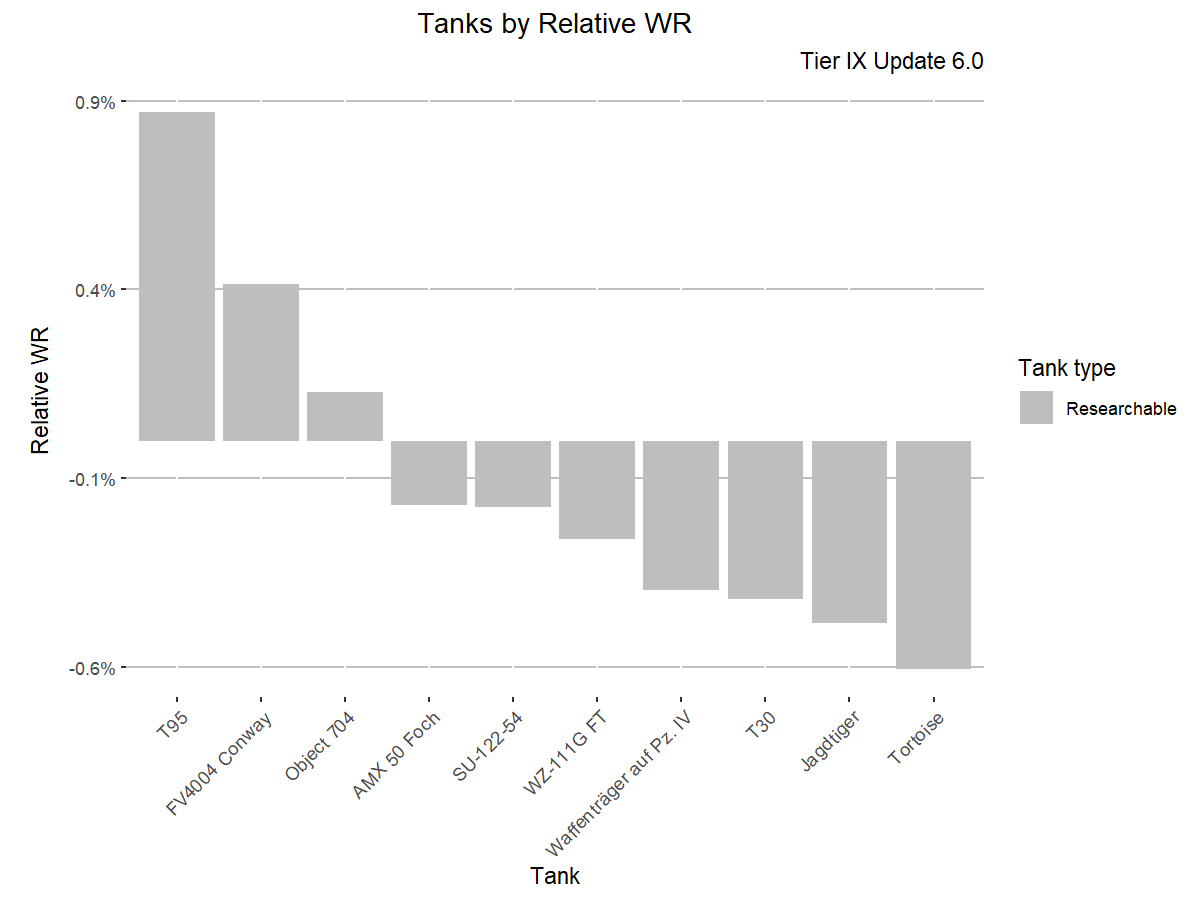 Tanks by Relative WR
Tier IX Update 6.0
0.9%
0.4%
-0.1%
-0.6%
Relative WR
T95
FV4004 Conway
Object 704
AMX 50 Foch
SU-122-54
WZ-111G FT
Waffenträger auf Pz. IV
T30
Jagdtiger
Tortoise
Tank
Tank type
Researchable